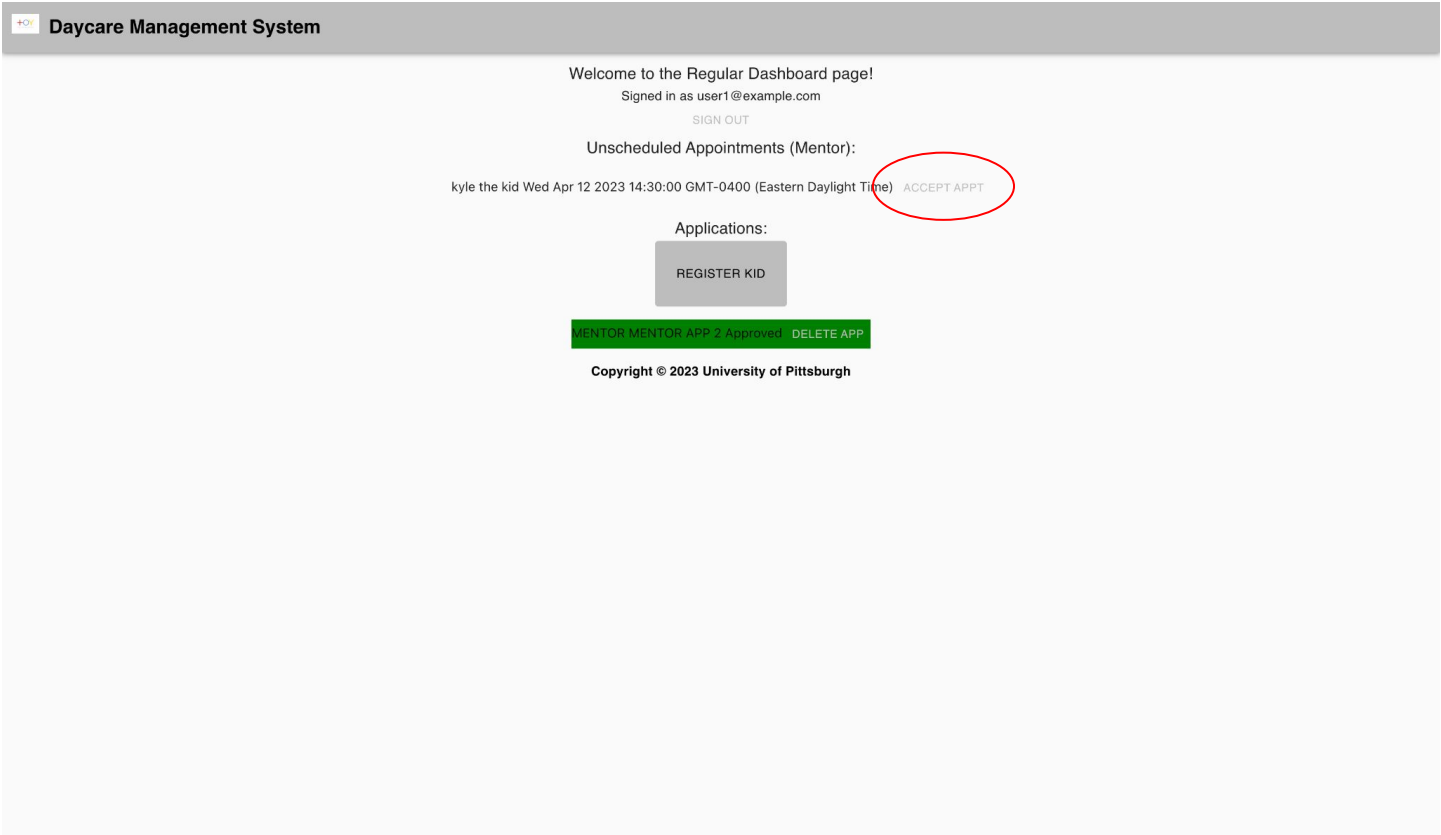 TOY Daycare Management System
Welcome to the Regular Dashboard page!
Signed in as user1@example.com
SIGN OUT
Unscheduled Appointments (Mentor):
kyle the kid Wed Apr 12 2023 14:30:00 GMT-0400 (Eastern Daylight Time) ACCEPT APPT
Applications:
REGISTER KID
MENTOR MENTOR APP 2 Approved DELETE APP
Copyright © 2023 University of Pittsburgh